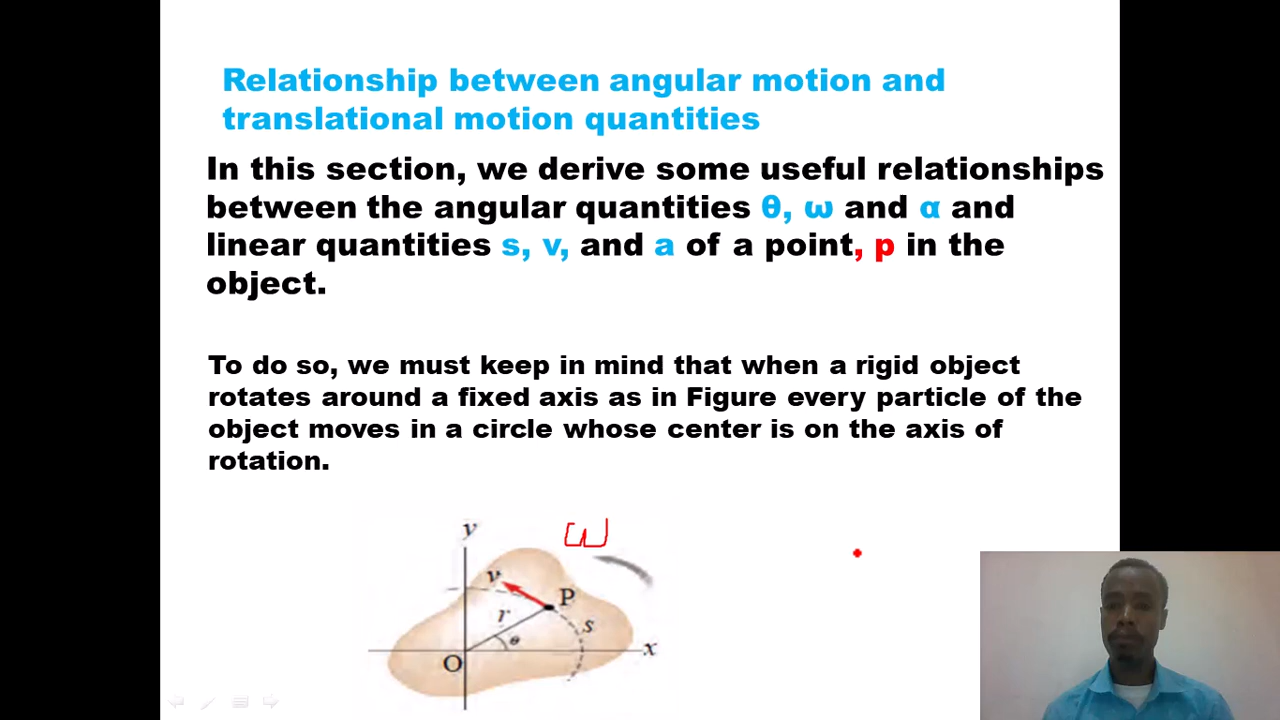 Relationship between angular motion and
translational motion quantities
In this section, we derive some useful relationships
between the angular quantities θ, ω and α and
linear quantities s, v, and a of a point, p in the
object.
To do so, we must keep in mind that when a rigid object
rotates around a fixed axis as in Figure every particle of the
object moves in a circle whose center is on the axis of
rotation.
y
ω
v
P
r
s
θ
x
O